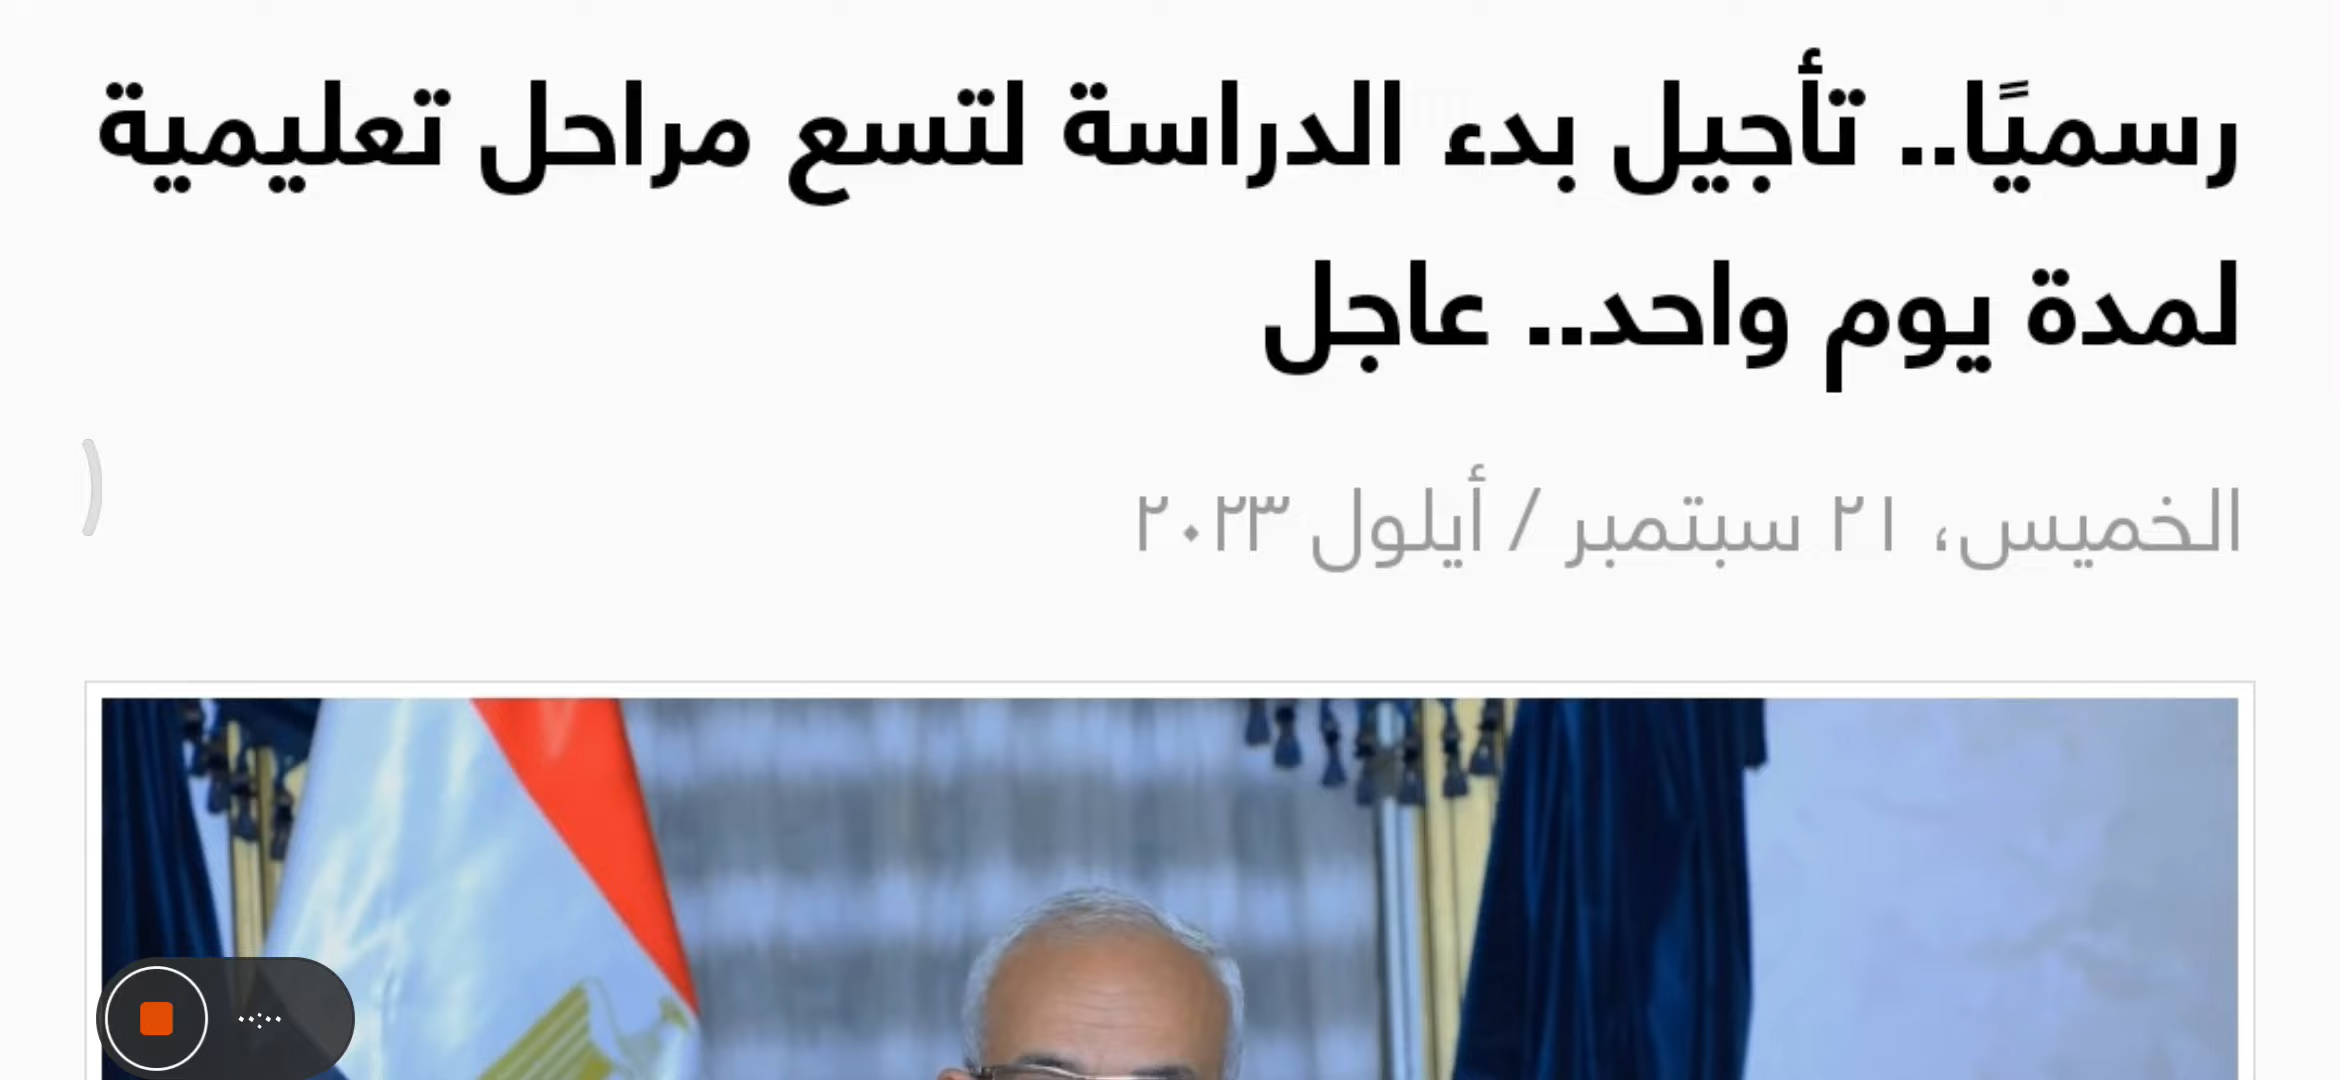 رسميًا.. تأجيل بدء الدراسة لتسع مراحل تعليمية
لمدة يوم واحد.. عاجل
الخميس، ٢١ سبتمبر / أيلول ٢٠٢٣